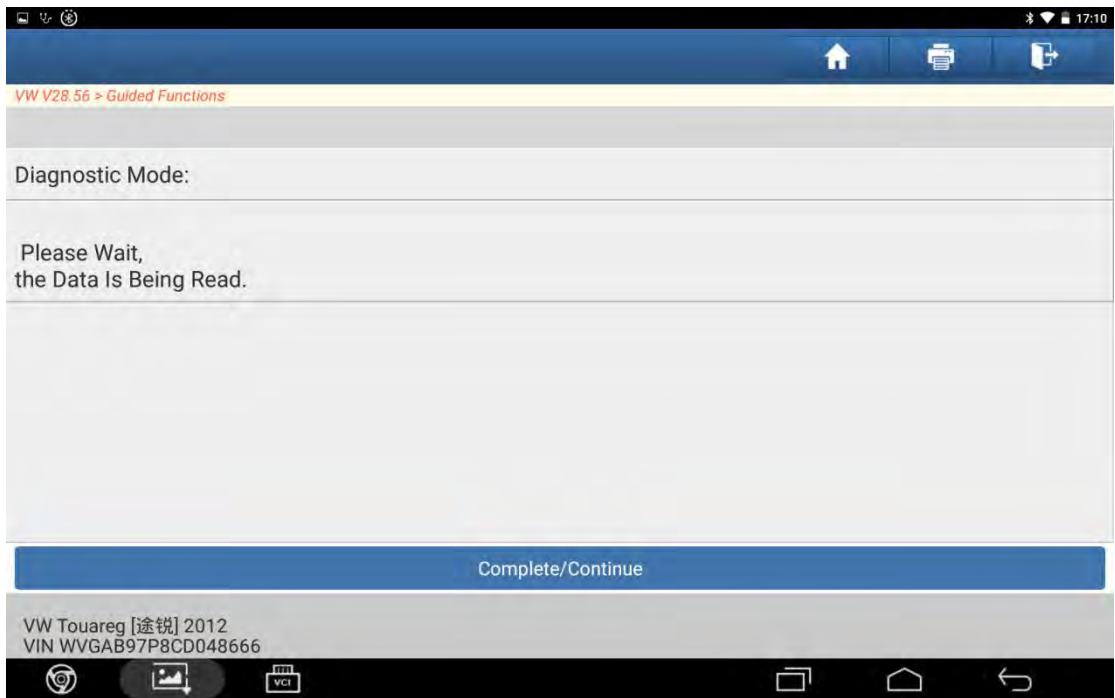 17:10
VW V28.56 > Guided Functions
Diagnostic Mode:
Please Wait,
the Data Is Being Read.
Complete/Continue
VW Touareg [途锐] 2012
VIN WVGAB97P8CD048666
VCI